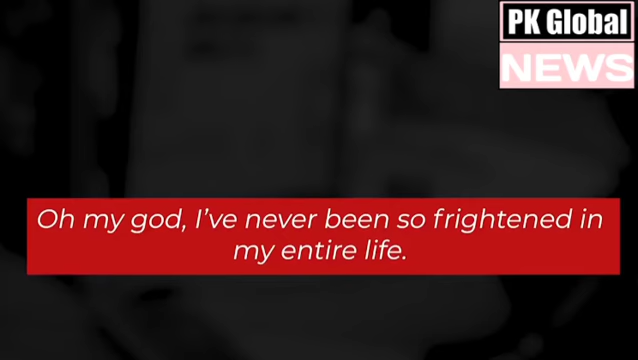 PK Global
NEWS
Oh my god, I've never been so frightened in
my entire life.